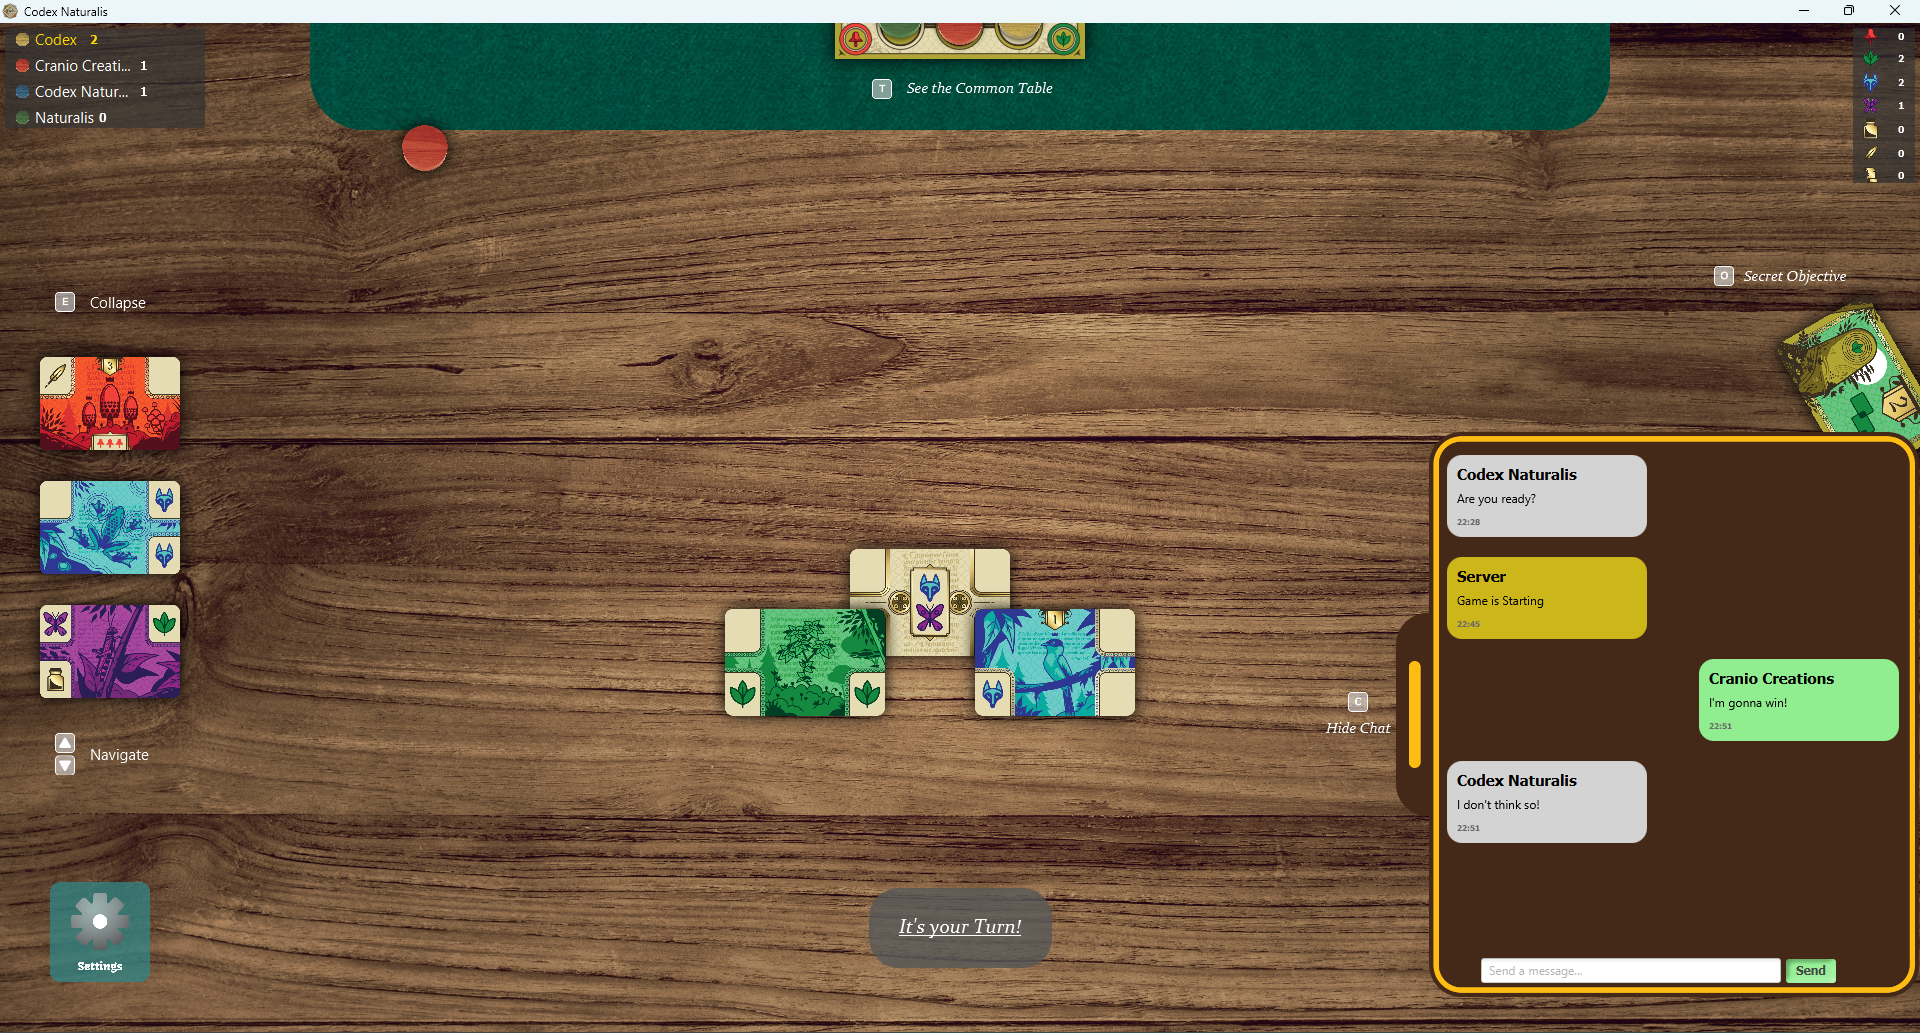 Codex Naturalis
Codex 2
Cranio Creati... 1
Codex Natur... 1
Naturalis 0
T See the Common Table
0
2
2
1
0
0
0
O Secret Objective
E Collapse
3
2
1
Codex Naturalis
Are you ready?
22:28
Server
Game is Starting
22:45
Cranio Creations
I'm gonna win!
22:51
C
Hide Chat
Codex Naturalis
I don't think so!
22:51
Navigate
It's your Turn!
Settings
Send a message...
Send